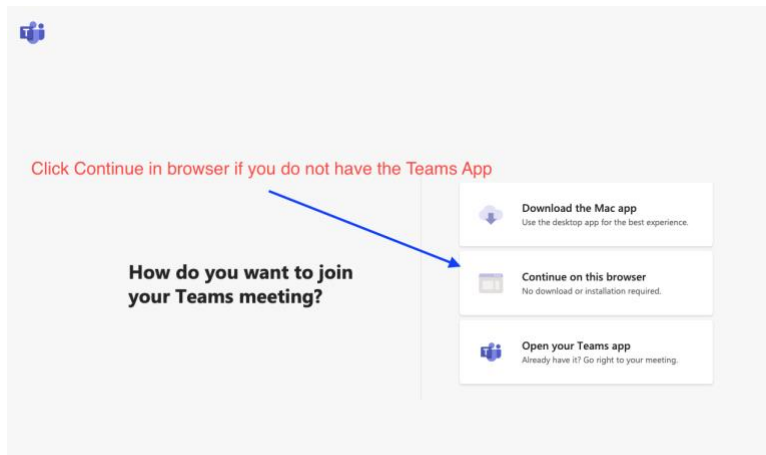 Click Continue in browser if you do not have the Teams App
Download the Mac app
Use the desktop app for the best experience.
How do you want to join
your Teams meeting?
Continue on this browser
No download or installation required.
Open your Teams app
Already have it? Go right to your meeting.